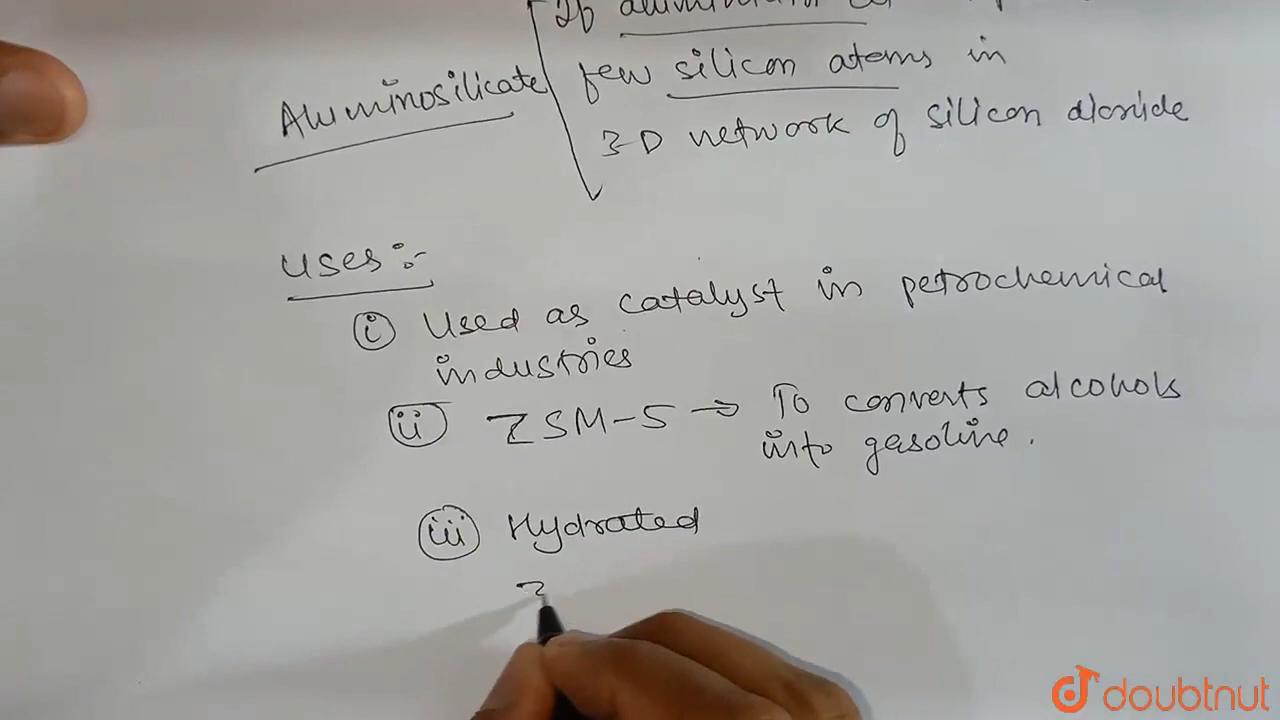 If
few silicon atoms in
Aluminosilicate
3-D network of silicon dioxide
Uses :-
(i) Used as catalyst in petrochemical
industries
(ii) ZSM-5 → To converts alcohols
into gasoline.
(iii) Hydrated
doubtnut